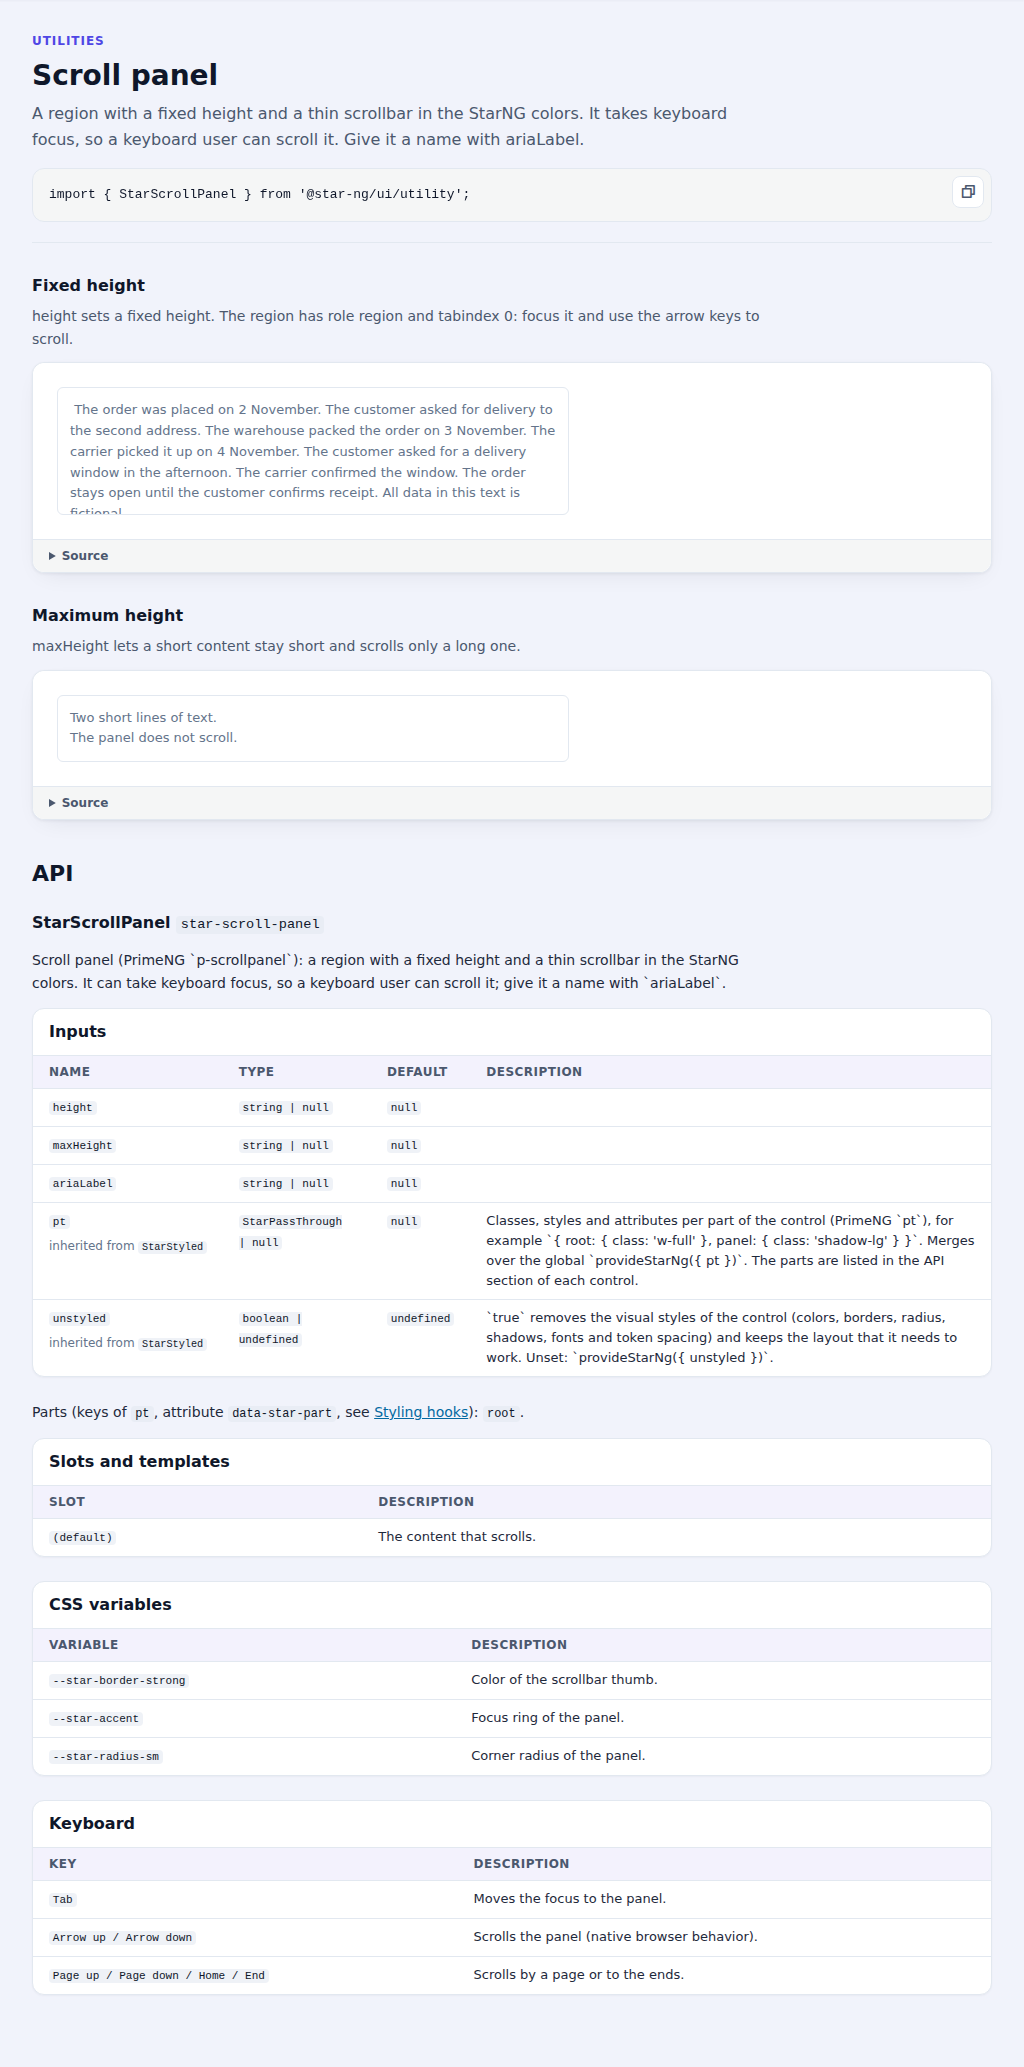 UTILITIES
Scroll panel
A region with a fixed height and a thin scrollbar in the StarNG colors. It takes keyboard
focus, so a keyboard user can scroll it. Give it a name with ariaLabel.
import { StarScrollPanel } from '@star-ng/ui/utility';
Fixed height
height sets a fixed height. The region has role region and tabindex 0: focus it and use the arrow keys to
scroll.
The order was placed on 2 November. The customer asked for delivery to
the second address. The warehouse packed the order on 3 November. The
carrier picked it up on 4 November. The customer asked for a delivery
window in the afternoon. The carrier confirmed the window. The order
stays open until the customer confirms receipt. All data in this text is
fictional.
Source
Maximum height
maxHeight lets a short content stay short and scrolls only a long one.
Two short lines of text.
The panel does not scroll.
Source
API
StarScrollPanel star-scroll-panel
Scroll panel (PrimeNG `p-scrollpanel`): a region with a fixed height and a thin scrollbar in the StarNG
colors. It can take keyboard focus, so a keyboard user can scroll it; give it a name with `ariaLabel`.
Inputs
NAME TYPE DEFAULT DESCRIPTION
height string | null null
maxHeight string | null null
ariaLabel string | null null
pt StarPassThrough null Classes, styles and attributes per part of the control (PrimeNG `pt`), for
inherited from StarStyled | null example `{ root: { class: 'w-full' }, panel: { class: 'shadow-lg' } }`. Merges
over the global `provideStarNg({ pt })`. The parts are listed in the API
section of each control.
unstyled boolean | undefined `true` removes the visual styles of the control (colors, borders, radius,
inherited from StarStyled undefined shadows, fonts and token spacing) and keeps the layout that it needs to
work. Unset: `provideStarNg({ unstyled })`.
Parts (keys of pt, attribute data-star-part, see Styling hooks): root.
Slots and templates
SLOT DESCRIPTION
(default) The content that scrolls.
CSS variables
VARIABLE DESCRIPTION
--star-border-strong Color of the scrollbar thumb.
--star-accent Focus ring of the panel.
--star-radius-sm Corner radius of the panel.
Keyboard
KEY DESCRIPTION
Tab Moves the focus to the panel.
Arrow up / Arrow down Scrolls the panel (native browser behavior).
Page up / Page down / Home / End Scrolls by a page or to the ends.